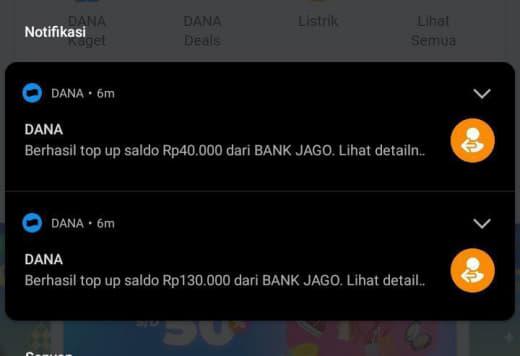 DANA
DANA
Listrik
Lihat
Notifikasi
Kaget
Deals
Semua
DANA • 6m
DANA
Berhasil top up saldo Rp40.000 dari BANK JAGO. Lihat detailn..
DANA • 6m
DANA
Berhasil top up saldo Rp130.000 dari BANK JAGO. Lihat detail..
S/D 50%